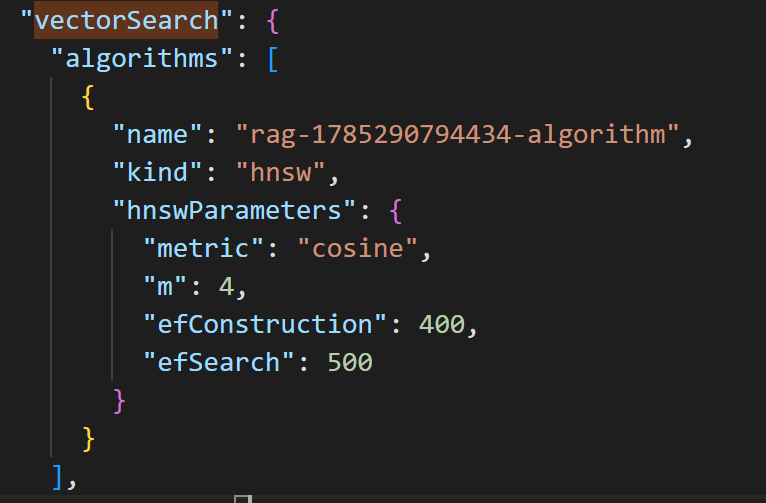 "vectorSearch": {
"algorithms": [
{
"name": "rag-1785290794434-algorithm",
"kind": "hnsw",
"hnswParameters": {
"metric": "cosine",
"m": 4,
"efConstruction": 400,
"efSearch": 500
}
}
],